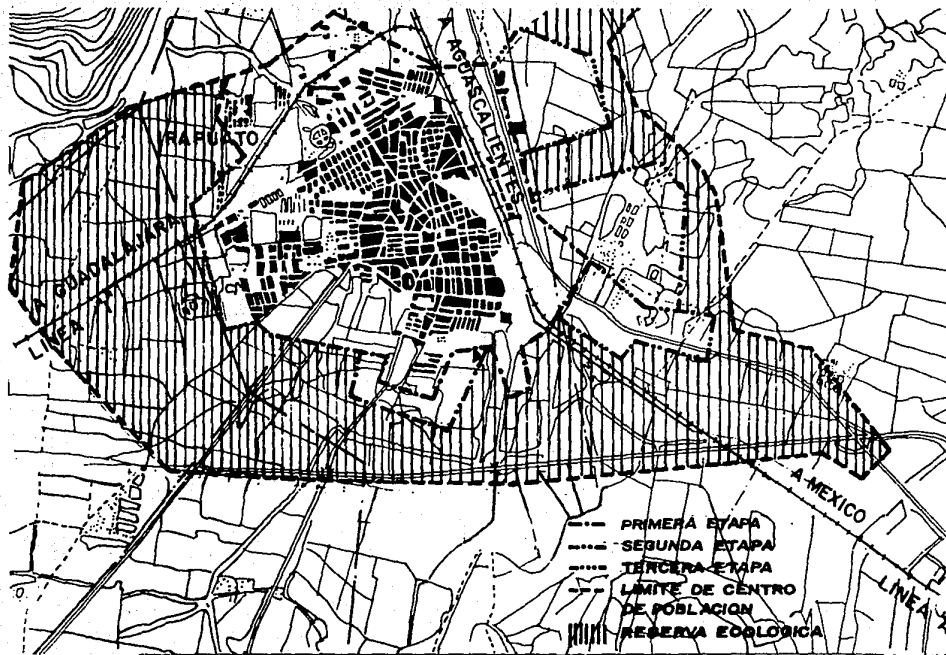 AGUASCALIENTES
IRAPUATO
A GUADALAJARA
LINEA "I"
A MEXICO
LINEA "A"
PRIMERA ETAPA
SEGUNDA ETAPA
TERCERA ETAPA
LIMITE DE CENTRO
DE POBLACION
RESERVA ECOLOGICA